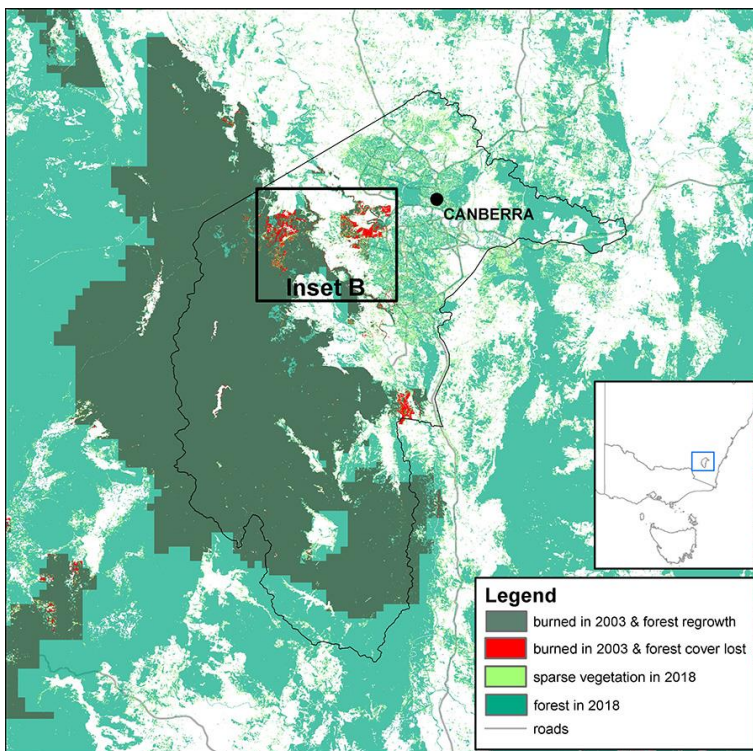 CANBERRA
Inset B
Legend
burned in 2003 & forest regrowth
burned in 2003 & forest cover lost
sparse vegetation in 2018
forest in 2018
roads